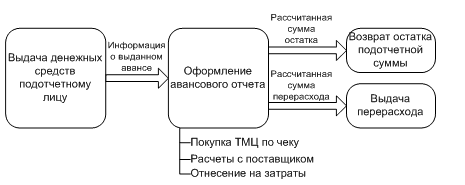 Выдача денежных
средств
подотчетному
лицу
Информация
о выданном
авансе
Оформление
авансового отчета
Рассчитанная
сумма
остатка
Возврат остатка
подотчетной
суммы
Рассчитанная
сумма
перерасхода
Выдача
перерасхода
Покупка ТМЦ по чеку
Расчеты с поставщиком
Отнесение на затраты